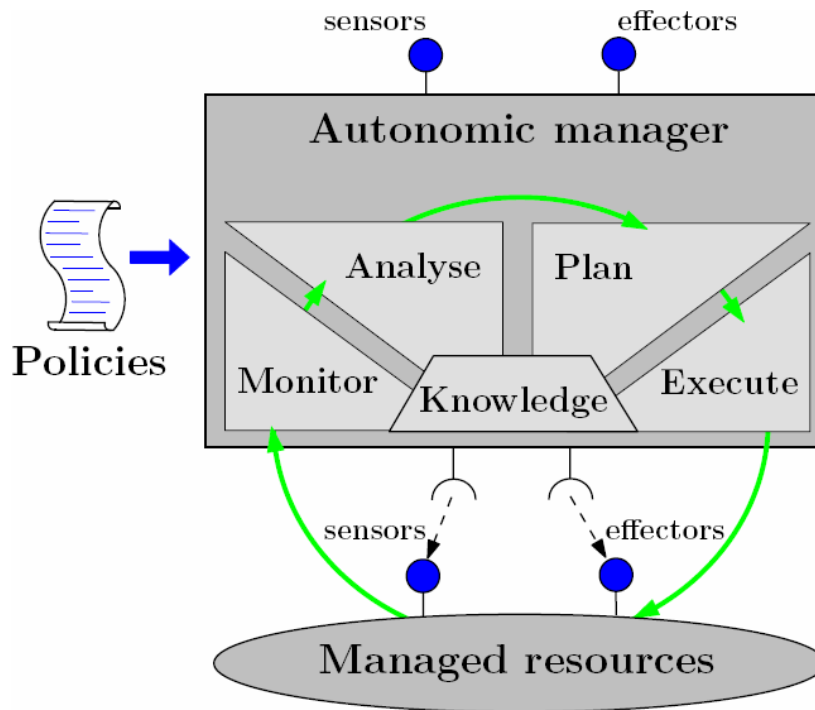 sensors
effectors
Autonomic manager
Analyse
Plan
Policies
Monitor
Knowledge
Execute
sensors
effectors
Managed resources